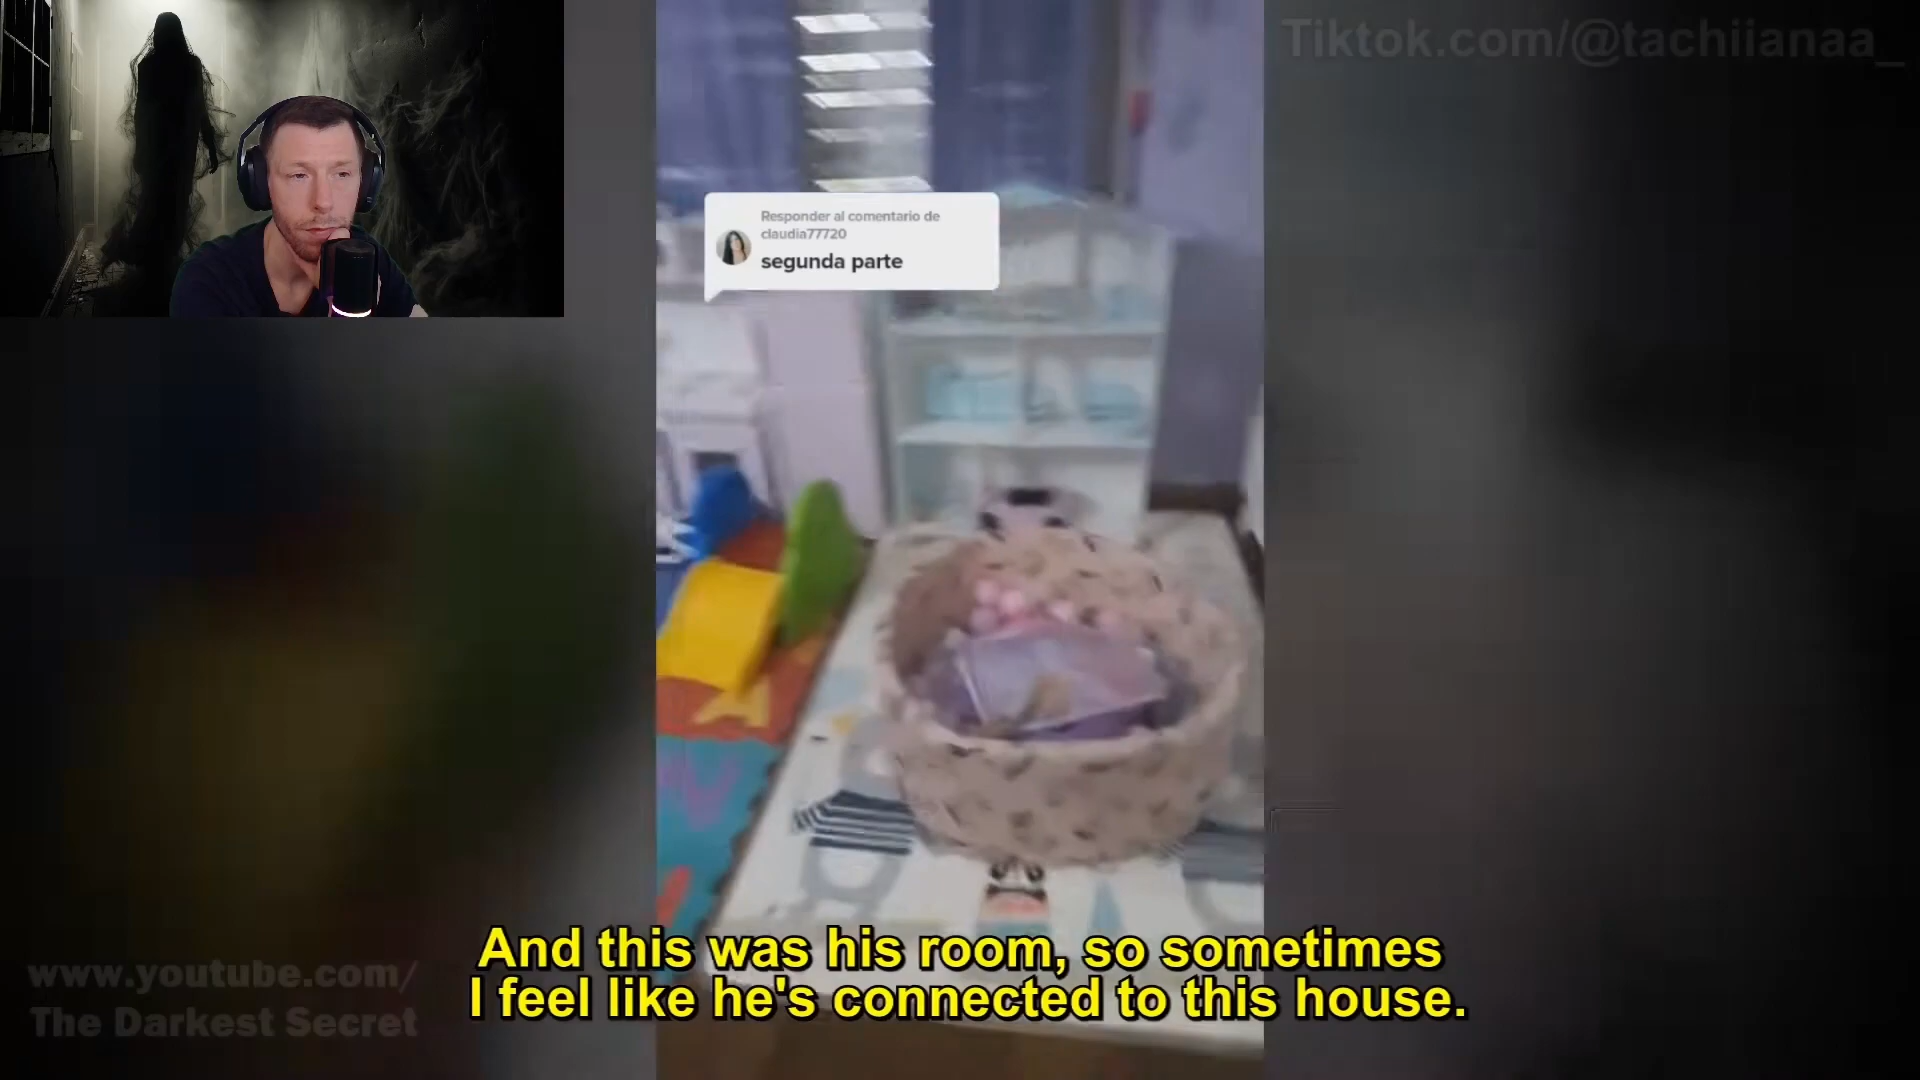 Tiktok.com/@tachiianaa_
Responder al comentario de
claudia77720
segunda parte
And this was his room, so sometimes
I feel like he's connected to this house.
www.youtube.com/
The Darkest Secret